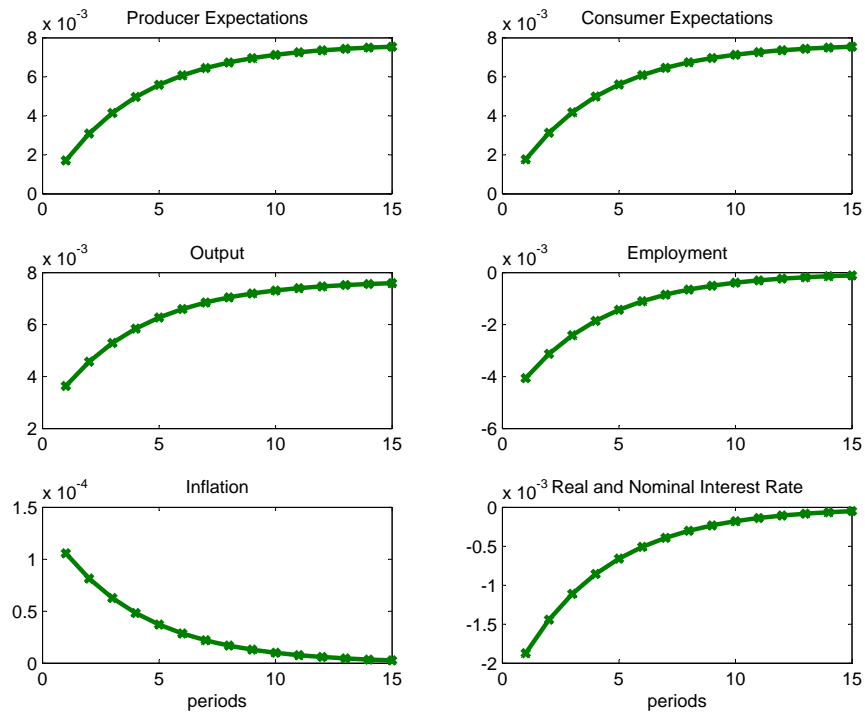 Producer Expectations
x 10^-3
8
6
4
2
0
0 5 10 15
Consumer Expectations
x 10^-3
8
6
4
2
0
0 5 10 15
Output
x 10^-3
8
6
4
2
0 5 10 15
Employment
x 10^-3
0
-2
-4
-6
0 5 10 15
Inflation
x 10^-4
1.5
1
0.5
0
0 5 10 15
periods
x 10^-3 Real and Nominal Interest Rate
0
-0.5
-1
-1.5
-2
0 5 10 15
periods